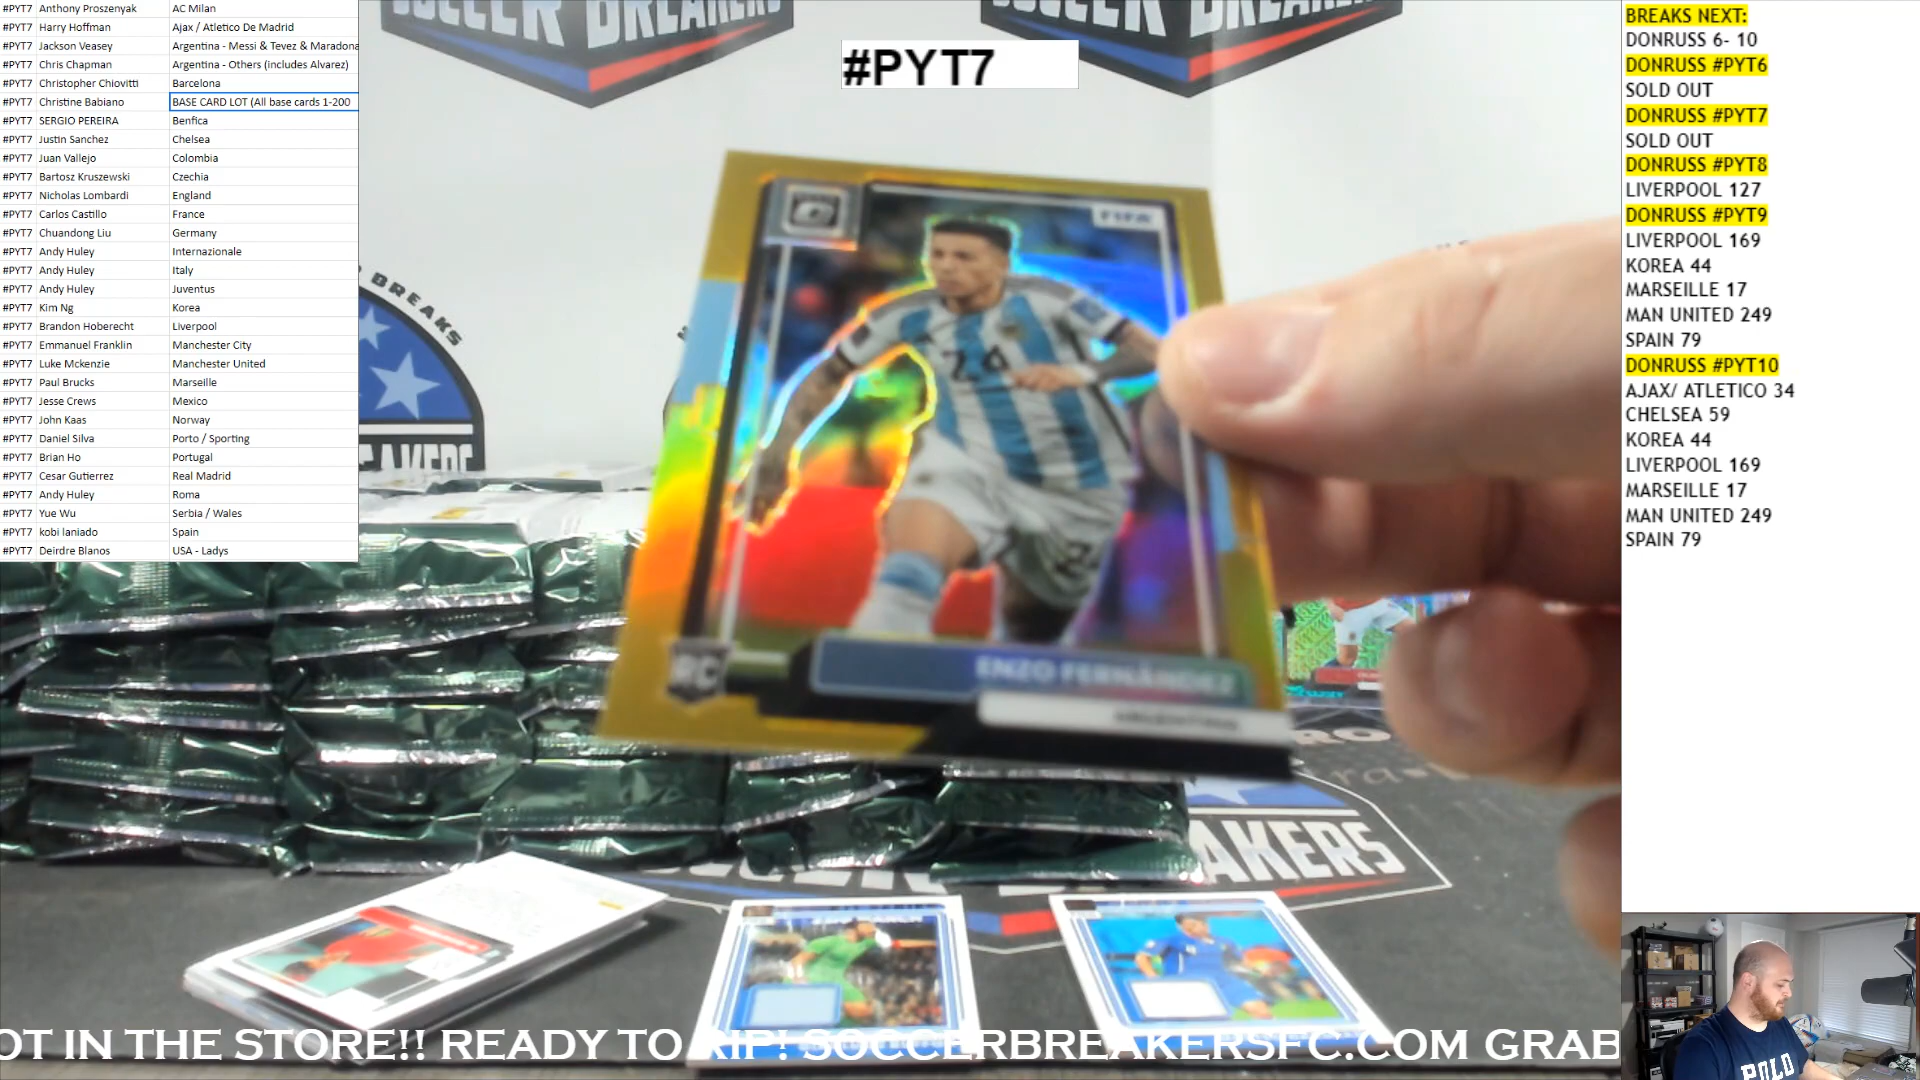 #PYT7 Anthony Proszenyak AC Milan
#PYT7 Harry Hoffman Ajax / Atletico De Madrid
#PYT7 Jackson Veasey Argentina - Messi & Tevez & Maradona
#PYT7 Chris Chapman Argentina - Others (includes Alvarez)
#PYT7 Christopher Chiovitti Barcelona
#PYT7 Christine Babiano BASE CARD LOT (All base cards 1-200
#PYT7 SERGIO PEREIRA Benfica
#PYT7 Justin Sanchez Chelsea
#PYT7 Juan Vallejo Colombia
#PYT7 Bartosz Kruszewski Czechia
#PYT7 Nicholas Lombardi England
#PYT7 Carlos Castillo France
#PYT7 Chuandong Liu Germany
#PYT7 Andy Huley Internazionale
#PYT7 Andy Huley Italy
#PYT7 Andy Huley Juventus
#PYT7 Kim Ng Korea
#PYT7 Brandon Hoberecht Liverpool
#PYT7 Emmanuel Franklin Manchester City
#PYT7 Luke Mckenzie Manchester United
#PYT7 Paul Brucks Marseille
#PYT7 Jesse Crews Mexico
#PYT7 John Kaas Norway
#PYT7 Daniel Silva Porto / Sporting
#PYT7 Brian Ho Portugal
#PYT7 Cesar Gutierrez Real Madrid
#PYT7 Andy Huley Roma
#PYT7 Yue Wu Serbia / Wales
#PYT7 kobi laniado Spain
#PYT7 Deirdre Blanos USA - Ladys
SOCCER BREAKERS
SOCCER BREAKERS
#PYT7
BREAKS
FIFA
24
RC
ENZO FERNÁNDEZ
ARGENTINA
AKERS
BREAKS NEXT:
DONRUSS 6- 10
DONRUSS #PYT6
SOLD OUT
DONRUSS #PYT7
SOLD OUT
DONRUSS #PYT8
LIVERPOOL 127
DONRUSS #PYT9
LIVERPOOL 169
KOREA 44
MARSEILLE 17
MAN UNITED 249
SPAIN 79
DONRUSS #PYT10
AJAX/ ATLETICO 34
CHELSEA 59
KOREA 44
LIVERPOOL 169
MARSEILLE 17
MAN UNITED 249
SPAIN 79
POLO
OT IN THE STORE!! READY TO RIP! SOCCERBREAKERSFC.COM GRAB